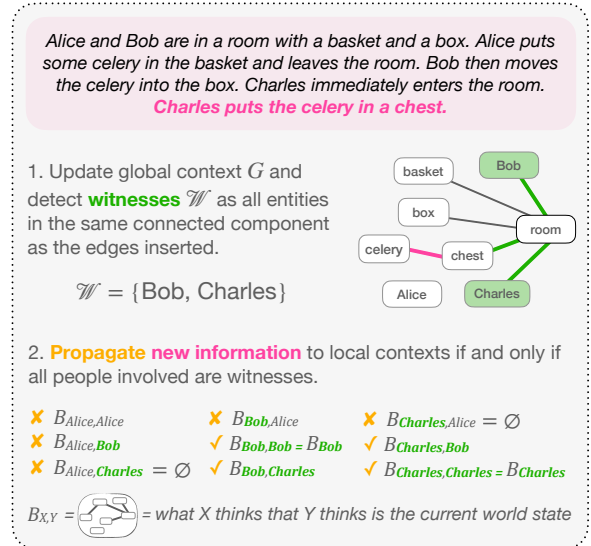 Alice and Bob are in a room with a basket and a box. Alice puts
some celery in the basket and leaves the room. Bob then moves
the celery into the box. Charles immediately enters the room.
Charles puts the celery in a chest.
1. Update global context G and
detect witnesses 𝒲 as all entities
in the same connected component
as the edges inserted.
𝒲 = {Bob, Charles}
basket
Bob
box
room
celery
chest
Alice
Charles
2. Propagate new information to local contexts if and only if
all people involved are witnesses.
✘ B_Alice,Alice ✘ B_Bob,Alice ✘ B_Charles,Alice = ∅
✘ B_Alice,Bob ✓ B_Bob,Bob = B_Bob ✓ B_Charles,Bob
✘ B_Alice,Charles = ∅ ✓ B_Bob,Charles ✓ B_Charles,Charles = B_Charles
B_X,Y = = what X thinks that Y thinks is the current world state